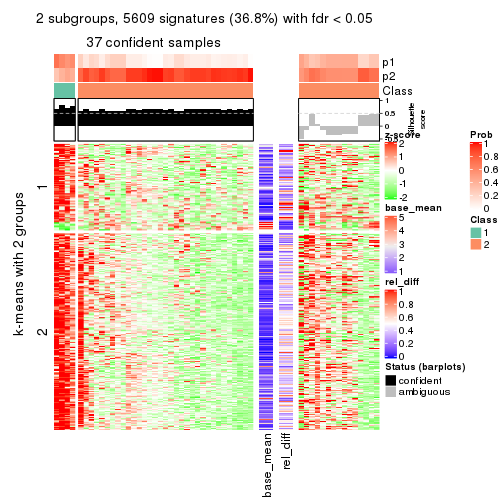 2 subgroups, 5609 signatures (36.8%) with fdr < 0.05
37 confident samples
p1
p2
Class
1
0.5
0
-0.5
Silhouette
score
k-means with 2 groups
1
2
base_mean
rel_diff
z-score
2
1
0
-1
-2
base_mean
5
4
3
2
1
rel_diff
1
0.8
0.6
0.4
0.2
0
Status (barplots)
confident
ambiguous
Prob
1
0.8
0.6
0.4
0.2
0
Class
1
2